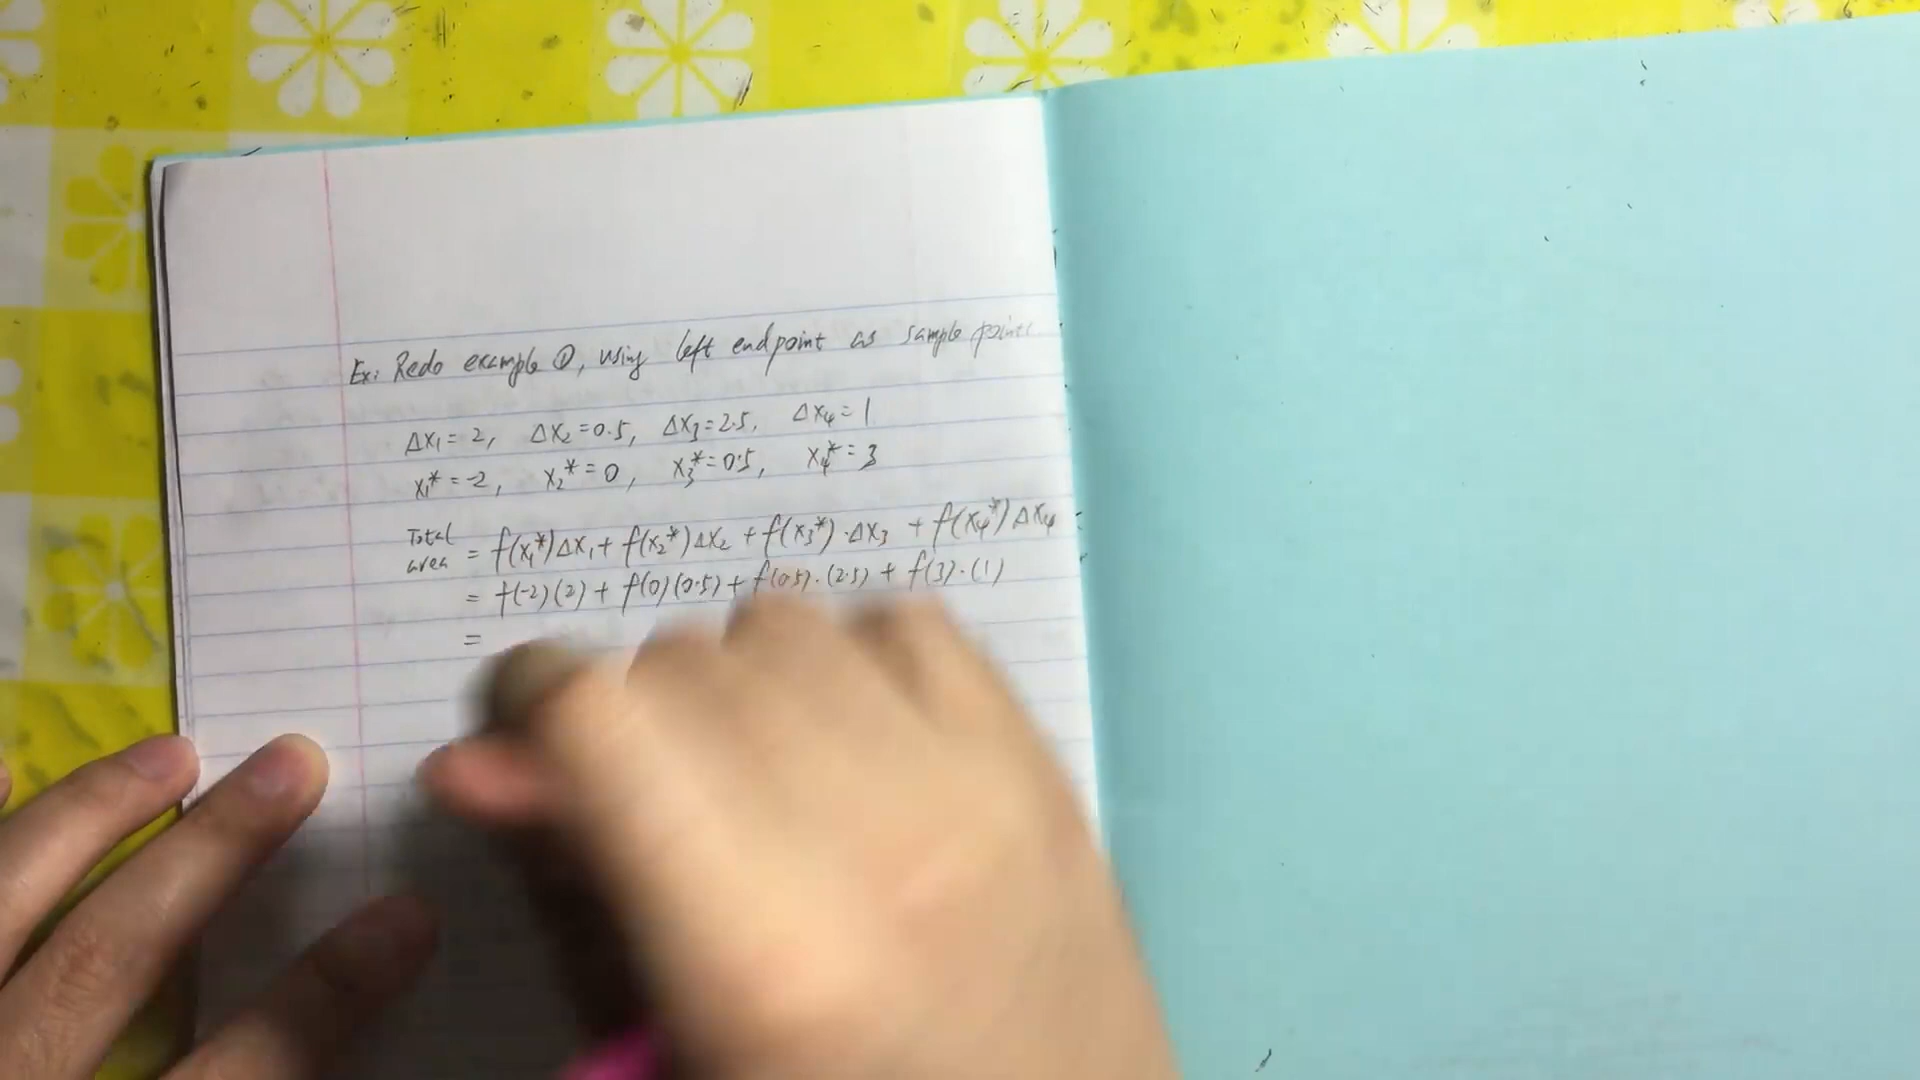 Ex: Redo example ①, using left endpoint as sample points
Δx₁ = 2, Δx₂ = 0.5, Δx₃ = 2.5, Δx₄ = 1
x₁* = -2, x₂* = 0, x₃* = 0.5, x₄* = 3
Total area = f(x₁*)Δx₁ + f(x₂*)Δx₂ + f(x₃*)·Δx₃ + f(x₄*)Δx₄
= f(-2)(2) + f(0)(0.5) + f(0.5)·(2.5) + f(3)·(1)
=